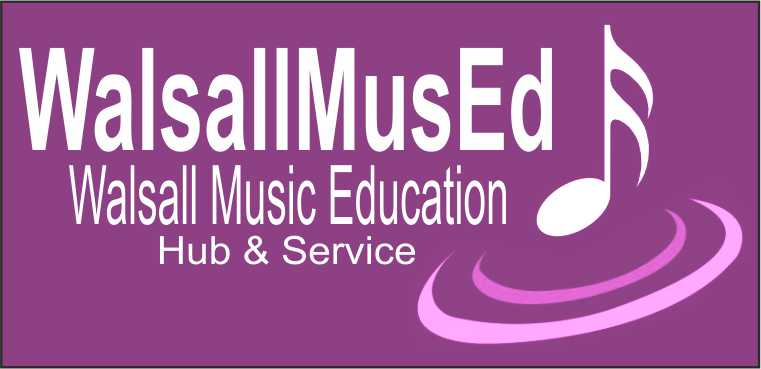 WalsallMusEd
Walsall Music Education
Hub & Service